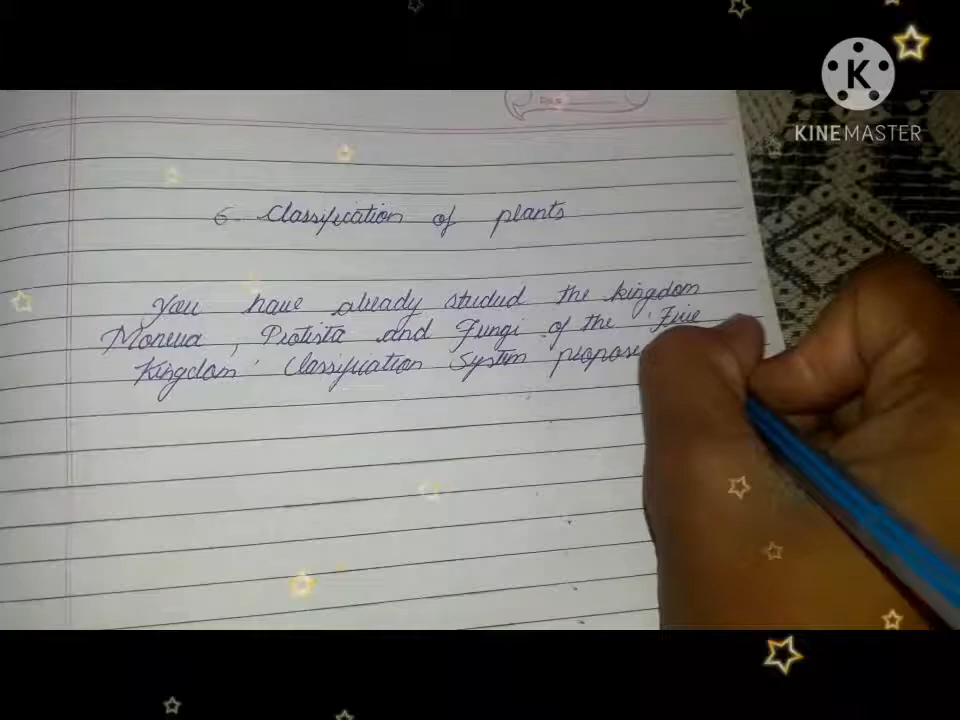 KINEMASTER
6. Classification of plants
You have already studied the kingdom
Monera, Protista and Fungi of the 'Five
Kingdom' Classification System propose